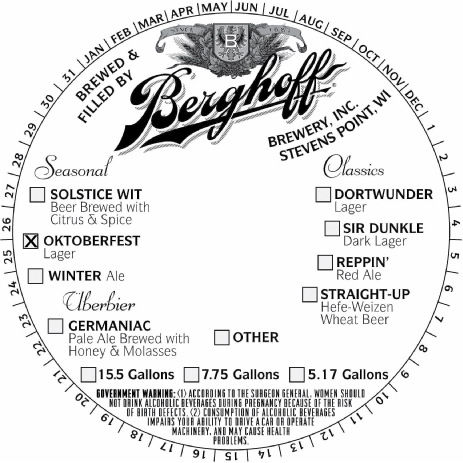 JAN | FEB | MAR | APR | MAY | JUN | JUL | AUG | SEP | OCT | NOV | DEC
1 2 3 4 5 6 7 8 9 10 11 12 13 14 15 16 17 18 19 20 21 22 23 24 25 26 27 28 29 30 31
SINCE 1887
B
BREWED &
FILLED BY
Berghoff
BREWERY, INC.
STEVENS POINT, WI
Seasonal
SOLSTICE WIT
Beer Brewed with
Citrus & Spice
X OKTOBERFEST
Lager
WINTER Ale
Überbier
GERMANIAC
Pale Ale Brewed with
Honey & Molasses
Classics
DORTWUNDER
Lager
SIR DUNKLE
Dark Lager
REPPIN'
Red Ale
STRAIGHT-UP
Hefe-Weizen
Wheat Beer
OTHER
15.5 Gallons 7.75 Gallons 5.17 Gallons
GOVERNMENT WARNING: (1) ACCORDING TO THE SURGEON GENERAL, WOMEN SHOULD
NOT DRINK ALCOHOLIC BEVERAGES DURING PREGNANCY BECAUSE OF THE RISK
OF BIRTH DEFECTS. (2) CONSUMPTION OF ALCOHOLIC BEVERAGES
IMPAIRS YOUR ABILITY TO DRIVE A CAR OR OPERATE
MACHINERY, AND MAY CAUSE HEALTH
PROBLEMS.